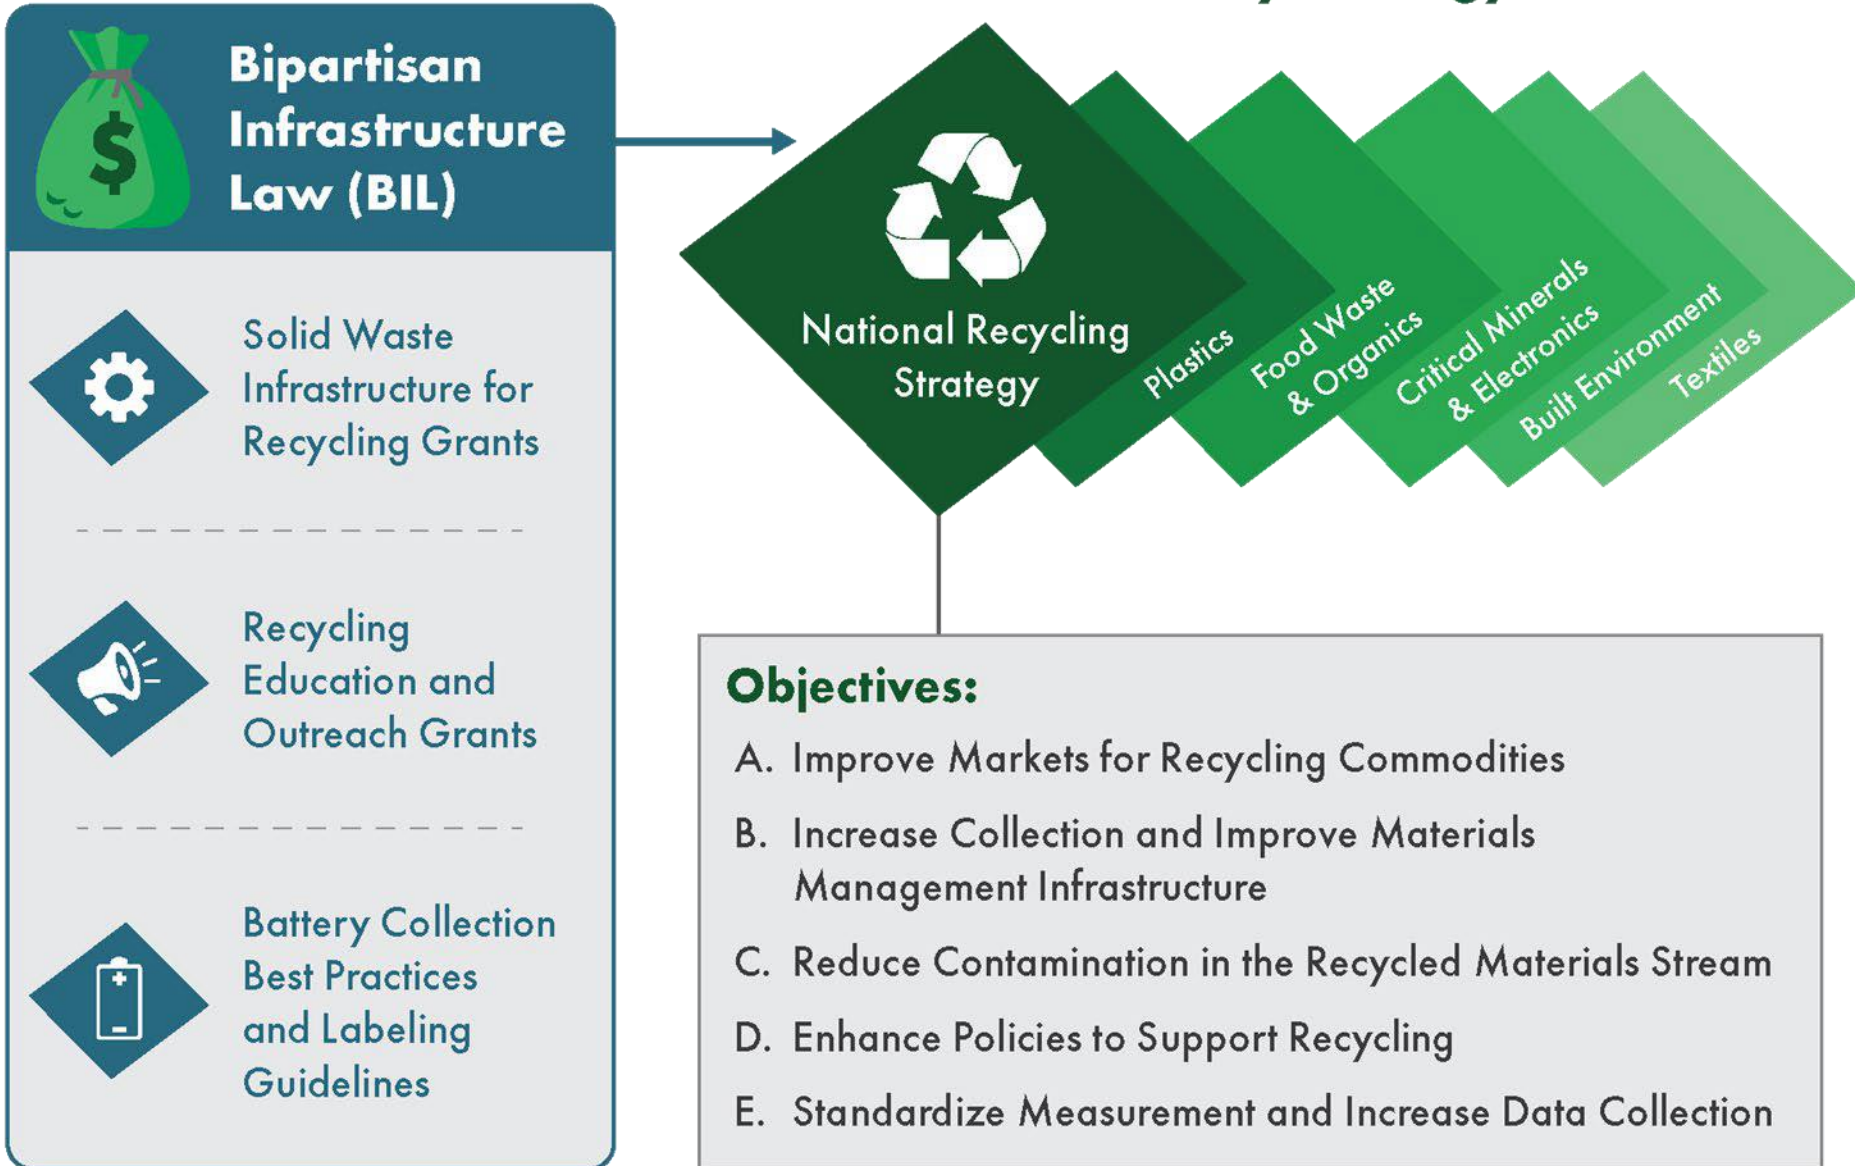 Bipartisan
Infrastructure
Law (BIL)
$
Solid Waste
Infrastructure for
Recycling Grants
Recycling
Education and
Outreach Grants
Battery Collection
Best Practices
and Labeling
Guidelines
National Recycling
Strategy
Plastics
Food Waste
& Organics
Critical Minerals
& Electronics
Built Environment
Textiles
Objectives:
A. Improve Markets for Recycling Commodities
B. Increase Collection and Improve Materials
Management Infrastructure
C. Reduce Contamination in the Recycled Materials Stream
D. Enhance Policies to Support Recycling
E. Standardize Measurement and Increase Data Collection